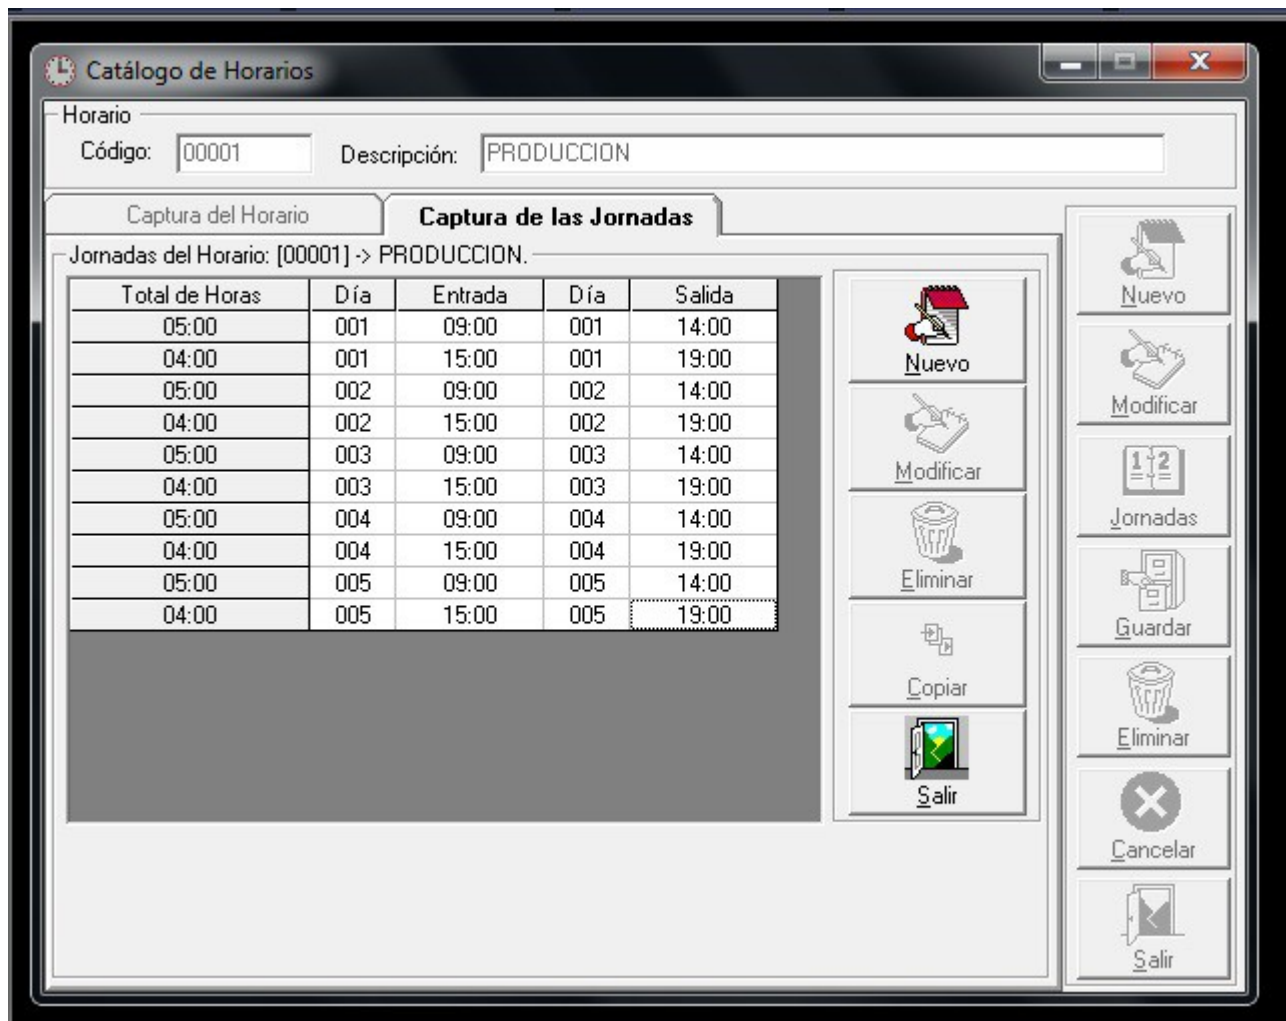 Catálogo de Horarios
Horario
Código: 00001 Descripción: PRODUCCION
Captura del Horario Captura de las Jornadas
Jornadas del Horario: [00001] -> PRODUCCION.
Total de Horas Día Entrada Día Salida
05:00 001 09:00 001 14:00
04:00 001 15:00 001 19:00
05:00 002 09:00 002 14:00
04:00 002 15:00 002 19:00
05:00 003 09:00 003 14:00
04:00 003 15:00 003 19:00
05:00 004 09:00 004 14:00
04:00 004 15:00 004 19:00
05:00 005 09:00 005 14:00
04:00 005 15:00 005 19:00
Nuevo
Modificar
Eliminar
Copiar
Salir
Nuevo
Modificar
1 2
Jornadas
Guardar
Eliminar
Cancelar
Salir